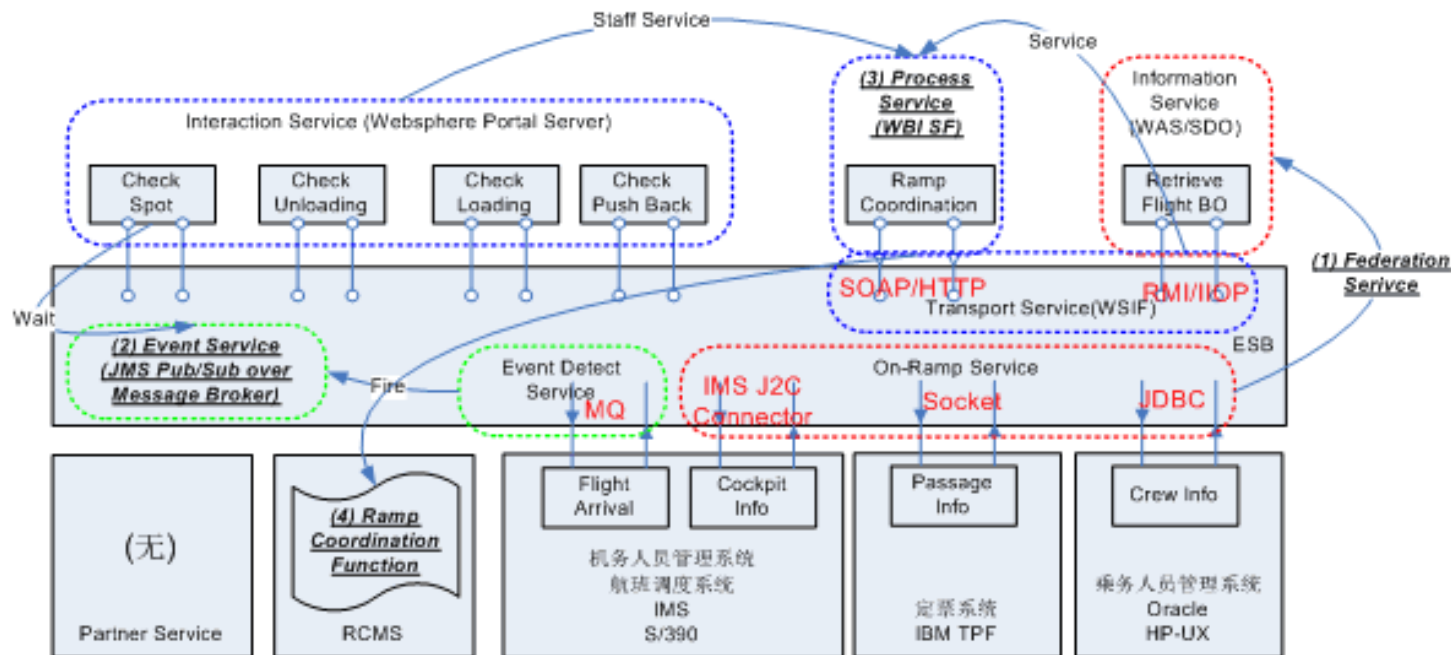 Staff Service
Service
(3) Process
Service
(WBI SF)
Information
Service
(WAS/SDO)
Interaction Service (Websphere Portal Server)
Check
Spot
Check
Unloading
Check
Loading
Check
Push Back
Ramp
Coordination
Retrieve
Flight BO
(1) Federation
Serivce
SOAP/HTTP
RMI/IIOP
Transport Service(WSIF)
Wait
ESB
(2) Event Service
(JMS Pub/Sub over
Message Broker)
Fire
Event Detect
Service
MQ
On-Ramp Service
IMS J2C
Connector
Socket
JDBC
(无)
Partner Service
(4) Ramp
Coordination
Function
RCMS
Flight
Arrival
Cockpit
Info
机务人员管理系统
航班调度系统
IMS
S/390
Passage
Info
定票系统
IBM TPF
Crew Info
乘务人员管理系统
Oracle
HP-UX